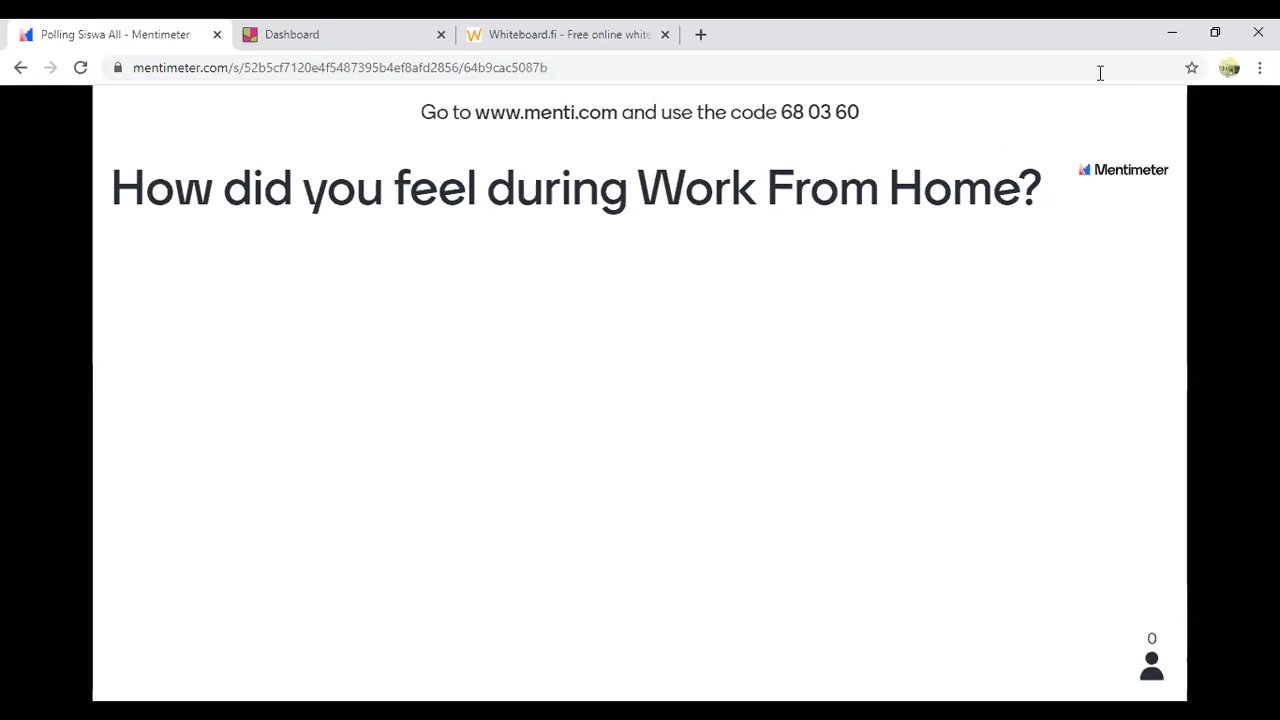 Polling Siswa All - Mentimeter
Dashboard
Whiteboard.fi - Free online white
mentimeter.com/s/52b5cf7120e4f5487395b4ef8afd2856/64b9cac5087b
Go to www.menti.com and use the code 68 03 60
Mentimeter
How did you feel during Work From Home?
0